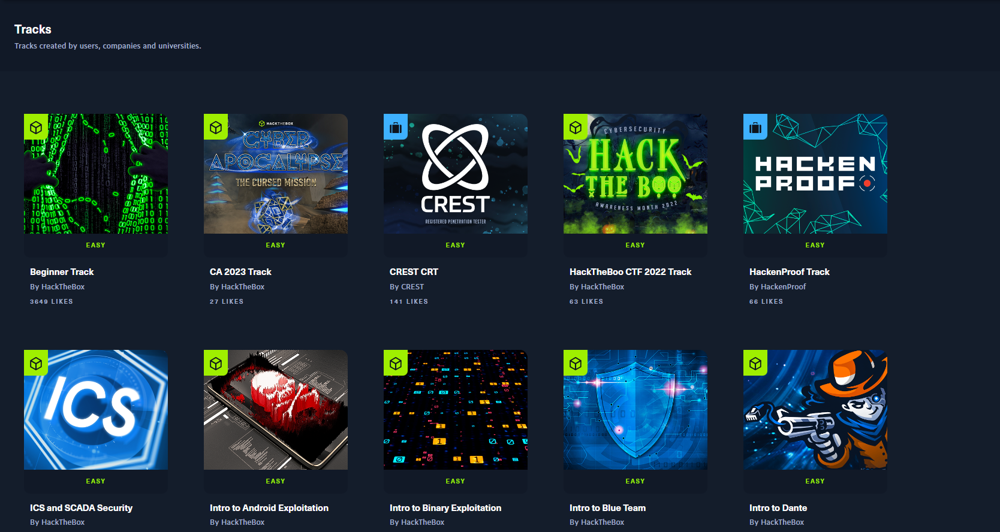 Tracks
Tracks created by users, companies and universities.
HACKTHEBOX
CYBER
APOCALYPSE
THE CURSED MISSION
CREST
REGISTERED PENETRATION TESTER
CYBERSECURITY
HACK
THE BOO
AWARENESS MONTH 2022
HACKEN
PROOF
EASY
EASY
EASY
EASY
EASY
Beginner Track
CA 2023 Track
CREST CRT
HackTheBoo CTF 2022 Track
HackenProof Track
By HackTheBox
By HackTheBox
By CREST
By HackTheBox
By HackenProof
3649 LIKES
27 LIKES
141 LIKES
63 LIKES
66 LIKES
ICS
EASY
EASY
EASY
EASY
EASY
ICS and SCADA Security
Intro to Android Exploitation
Intro to Binary Exploitation
Intro to Blue Team
Intro to Dante
By HackTheBox
By HackTheBox
By HackTheBox
By HackTheBox
By HackTheBox